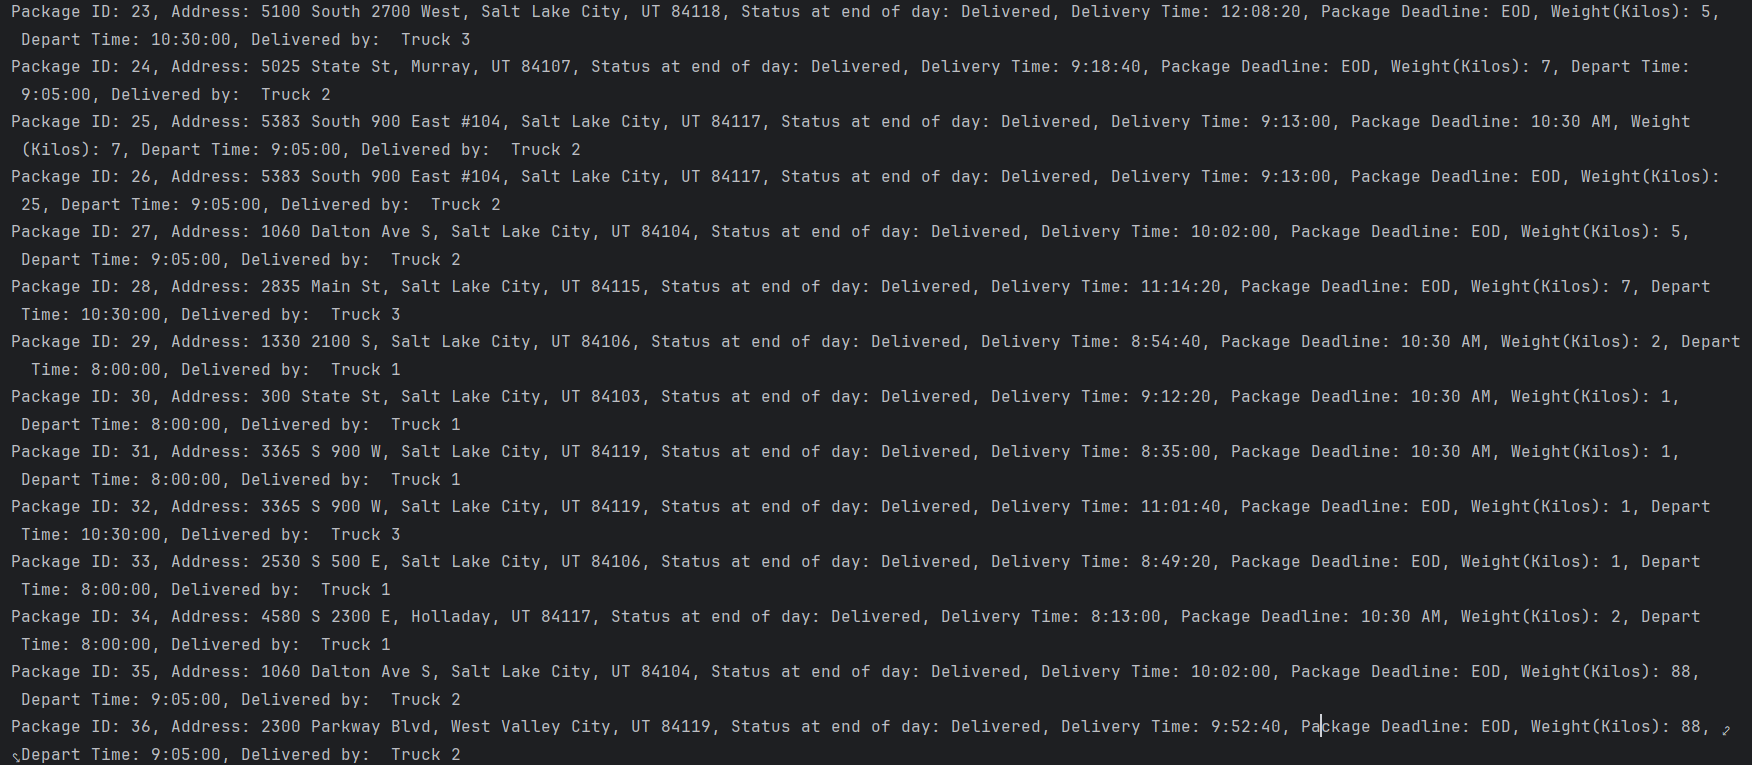 Package ID: 23, Address: 5100 South 2700 West, Salt Lake City, UT 84118, Status at end of day: Delivered, Delivery Time: 12:08:20, Package Deadline: EOD, Weight(Kilos): 5,
Depart Time: 10:30:00, Delivered by:  Truck 3
Package ID: 24, Address: 5025 State St, Murray, UT 84107, Status at end of day: Delivered, Delivery Time: 9:18:40, Package Deadline: EOD, Weight(Kilos): 7, Depart Time:
9:05:00, Delivered by:  Truck 2
Package ID: 25, Address: 5383 South 900 East #104, Salt Lake City, UT 84117, Status at end of day: Delivered, Delivery Time: 9:13:00, Package Deadline: 10:30 AM, Weight
(Kilos): 7, Depart Time: 9:05:00, Delivered by:  Truck 2
Package ID: 26, Address: 5383 South 900 East #104, Salt Lake City, UT 84117, Status at end of day: Delivered, Delivery Time: 9:13:00, Package Deadline: EOD, Weight(Kilos):
25, Depart Time: 9:05:00, Delivered by:  Truck 2
Package ID: 27, Address: 1060 Dalton Ave S, Salt Lake City, UT 84104, Status at end of day: Delivered, Delivery Time: 10:02:00, Package Deadline: EOD, Weight(Kilos): 5,
Depart Time: 9:05:00, Delivered by:  Truck 2
Package ID: 28, Address: 2835 Main St, Salt Lake City, UT 84115, Status at end of day: Delivered, Delivery Time: 11:14:20, Package Deadline: EOD, Weight(Kilos): 7, Depart
Time: 10:30:00, Delivered by:  Truck 3
Package ID: 29, Address: 1330 2100 S, Salt Lake City, UT 84106, Status at end of day: Delivered, Delivery Time: 8:54:40, Package Deadline: 10:30 AM, Weight(Kilos): 2, Depart
Time: 8:00:00, Delivered by:  Truck 1
Package ID: 30, Address: 300 State St, Salt Lake City, UT 84103, Status at end of day: Delivered, Delivery Time: 9:12:20, Package Deadline: 10:30 AM, Weight(Kilos): 1,
Depart Time: 8:00:00, Delivered by:  Truck 1
Package ID: 31, Address: 3365 S 900 W, Salt Lake City, UT 84119, Status at end of day: Delivered, Delivery Time: 8:35:00, Package Deadline: 10:30 AM, Weight(Kilos): 1,
Depart Time: 8:00:00, Delivered by:  Truck 1
Package ID: 32, Address: 3365 S 900 W, Salt Lake City, UT 84119, Status at end of day: Delivered, Delivery Time: 11:01:40, Package Deadline: EOD, Weight(Kilos): 1, Depart
Time: 10:30:00, Delivered by:  Truck 3
Package ID: 33, Address: 2530 S 500 E, Salt Lake City, UT 84106, Status at end of day: Delivered, Delivery Time: 8:49:20, Package Deadline: EOD, Weight(Kilos): 1, Depart
Time: 8:00:00, Delivered by:  Truck 1
Package ID: 34, Address: 4580 S 2300 E, Holladay, UT 84117, Status at end of day: Delivered, Delivery Time: 8:13:00, Package Deadline: 10:30 AM, Weight(Kilos): 2, Depart
Time: 8:00:00, Delivered by:  Truck 1
Package ID: 35, Address: 1060 Dalton Ave S, Salt Lake City, UT 84104, Status at end of day: Delivered, Delivery Time: 10:02:00, Package Deadline: EOD, Weight(Kilos): 88,
Depart Time: 9:05:00, Delivered by:  Truck 2
Package ID: 36, Address: 2300 Parkway Blvd, West Valley City, UT 84119, Status at end of day: Delivered, Delivery Time: 9:52:40, Package Deadline: EOD, Weight(Kilos): 88,
Depart Time: 9:05:00, Delivered by:  Truck 2